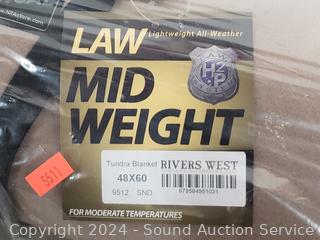 LAW
Lightweight All-Weather
H2P
MID
WEIGHT
Tundra Blanket RIVERS WEST
48X60
9512 SND
679584951031
FOR MODERATE TEMPERATURES
5511
Copyright 2024 - Sound Auction Service